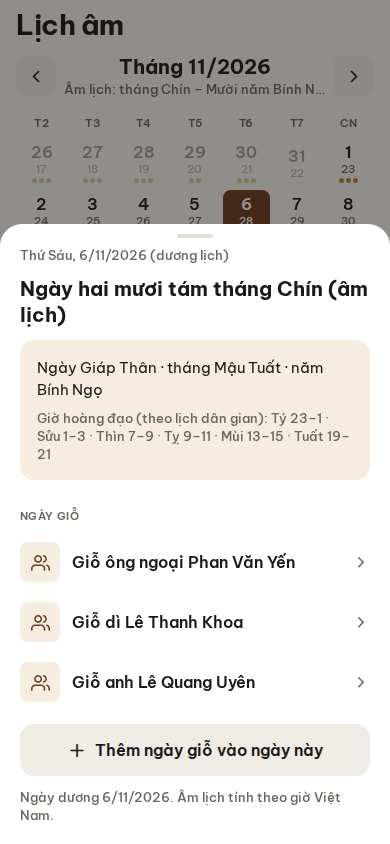 Lịch âm
Tháng 11/2026
Âm lịch: tháng Chín – Mười năm Bính N...
T2 T3 T4 T5 T6 T7 CN
26 27 28 29 30 31 1
17 18 19 20 21 22 23
2 3 4 5 6 7 8
24 25 26 27 28 29 30
Thứ Sáu, 6/11/2026 (dương lịch)
Ngày hai mươi tám tháng Chín (âm
lịch)
Ngày Giáp Thân · tháng Mậu Tuất · năm
Bính Ngọ
Giờ hoàng đạo (theo lịch dân gian): Tý 23–1 ·
Sửu 1–3 · Thìn 7–9 · Tỵ 9–11 · Mùi 13–15 · Tuất 19–
21
NGÀY GIỖ
Giỗ ông ngoại Phan Văn Yến
Giỗ dì Lê Thanh Khoa
Giỗ anh Lê Quang Uyên
Thêm ngày giỗ vào ngày này
Ngày dương 6/11/2026. Âm lịch tính theo giờ Việt
Nam.